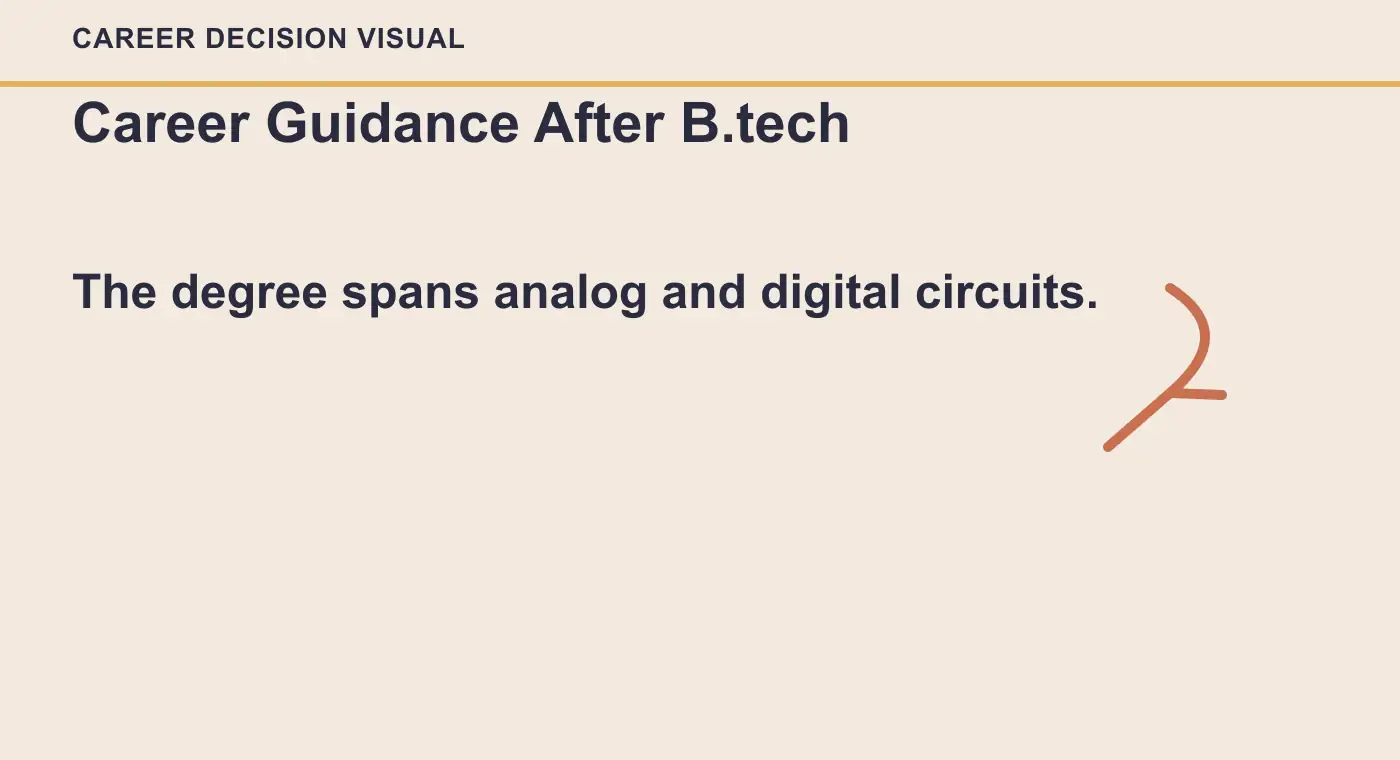 CAREER DECISION VISUAL
Career Guidance After B.tech
The degree spans analog and digital circuits.